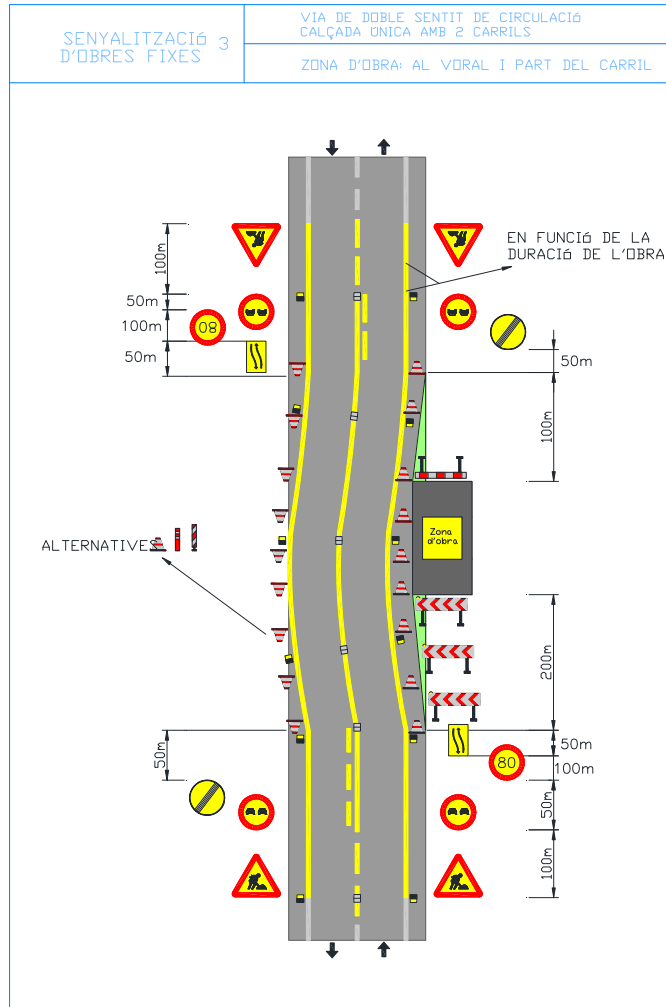 SENYALITZACIó 3
D'OBRES FIXES
VIA DE DOBLE SENTIT DE CIRCULACIó
CALÇADA UNICA AMB 2 CARRILS
ZONA D'OBRA: AL VORAL I PART DEL CARRIL
EN FUNCIó DE LA
DURACIó DE L'OBRA
100m
50m
100m
50m
80
50m
100m
Zona
d'obra
ALTERNATIVES
200m
50m
100m
50m
100m
80
50m